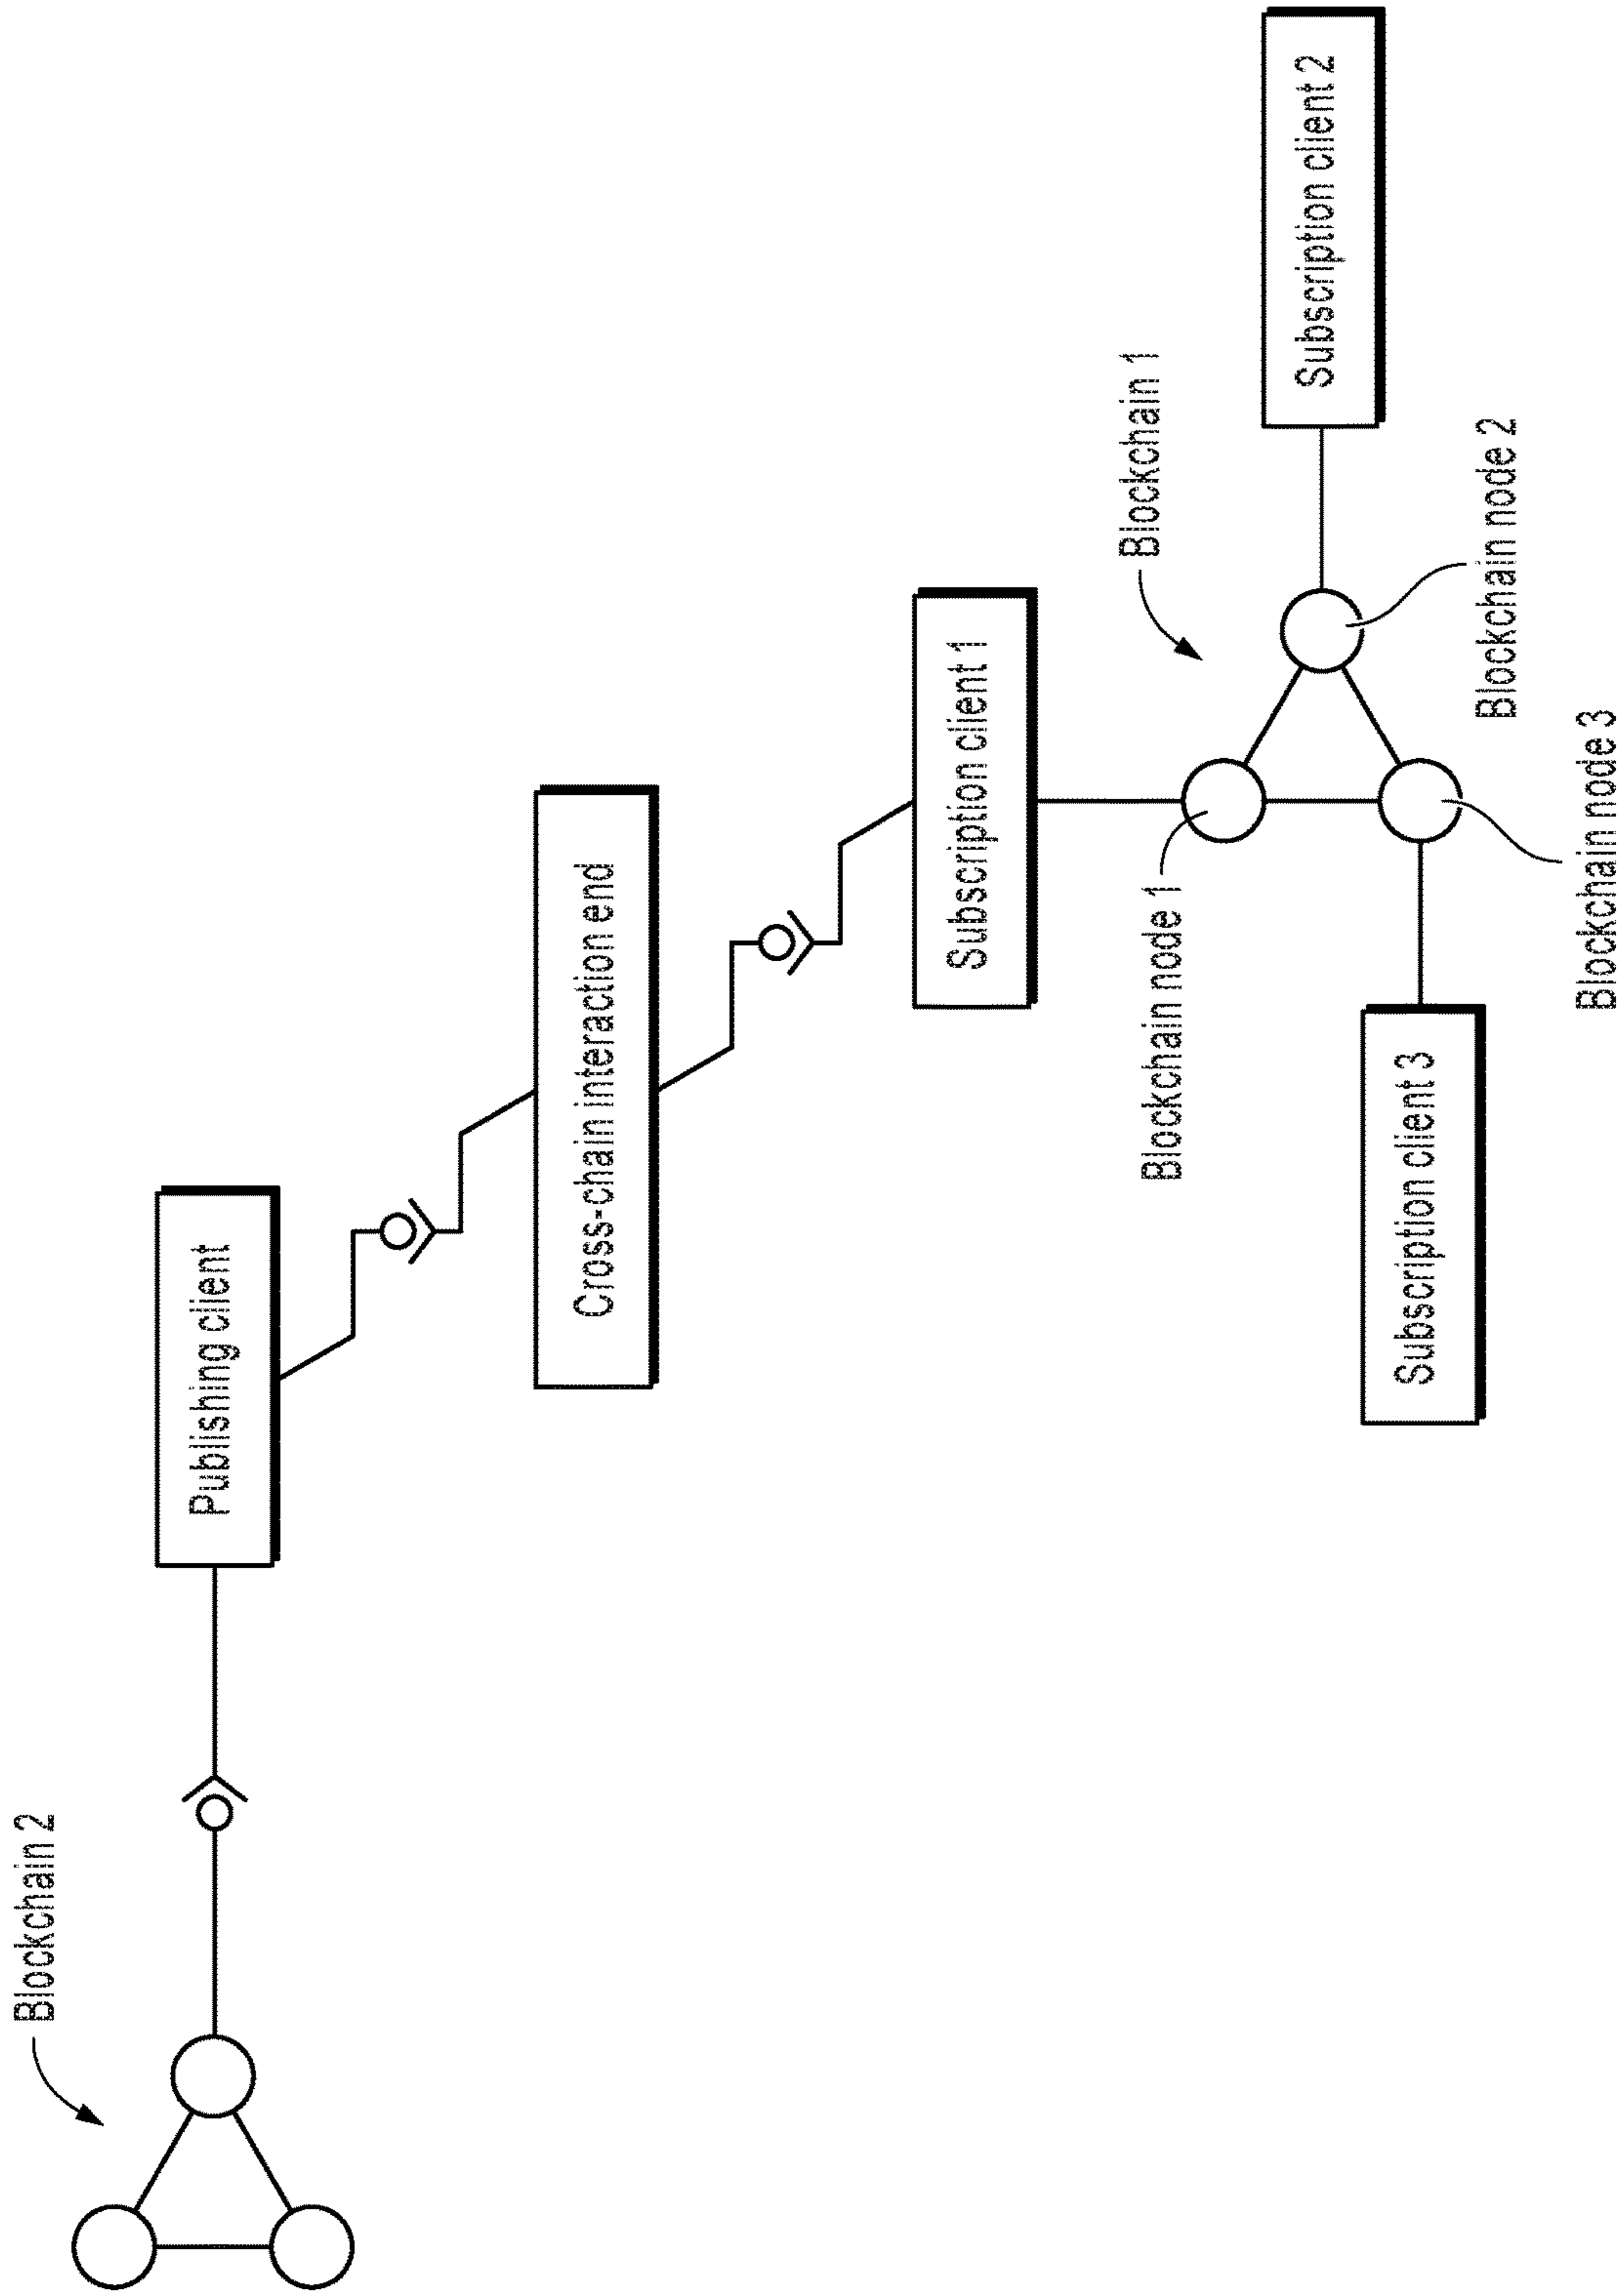 Blockchain 2
Publishing client
Cross-chain interaction end
Subscription client 1
Blockchain 1
Blockchain node 1
Subscription client 2
Subscription client 3
Blockchain node 2
Blockchain node 3